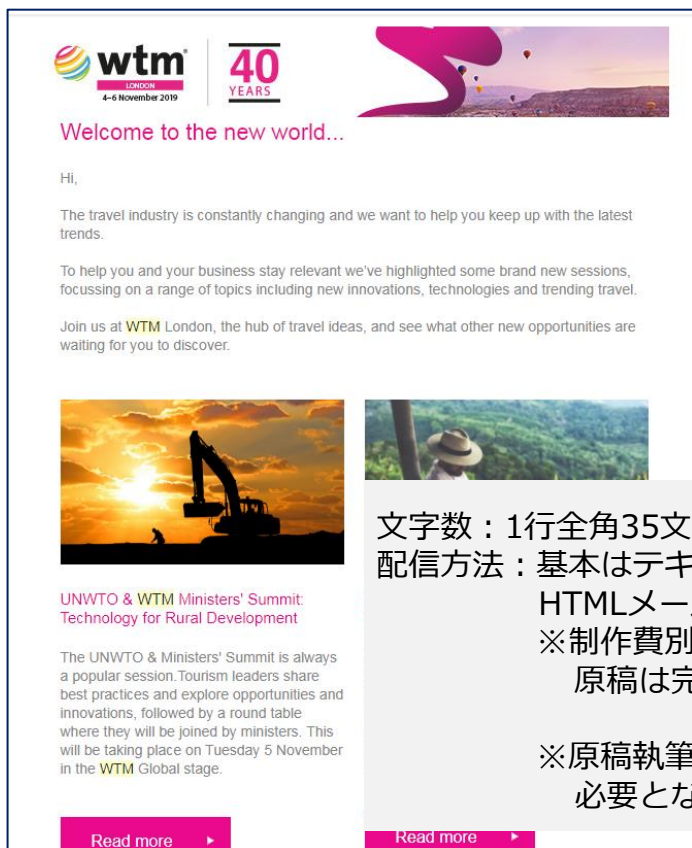 wtm
LONDON
4–6 November 2019
40
YEARS
Welcome to the new world...
Hi,
The travel industry is constantly changing and we want to help you keep up with the latest
trends.
To help you and your business stay relevant we've highlighted some brand new sessions,
focussing on a range of topics including new innovations, technologies and trending travel.
Join us at WTM London, the hub of travel ideas, and see what other new opportunities are
waiting for you to discover.
UNWTO & WTM Ministers' Summit:
Technology for Rural Development
The UNWTO & Ministers' Summit is always
a popular session.Tourism leaders share
best practices and explore opportunities and
innovations, followed by a round table
where they will be joined by ministers. This
will be taking place on Tuesday 5 November
in the WTM Global stage.
Read more
文字数：1行全角35文
配信方法：基本はテキ
HTMLメー
※制作費別
原稿は完
※原稿執筆
必要とな
Read more